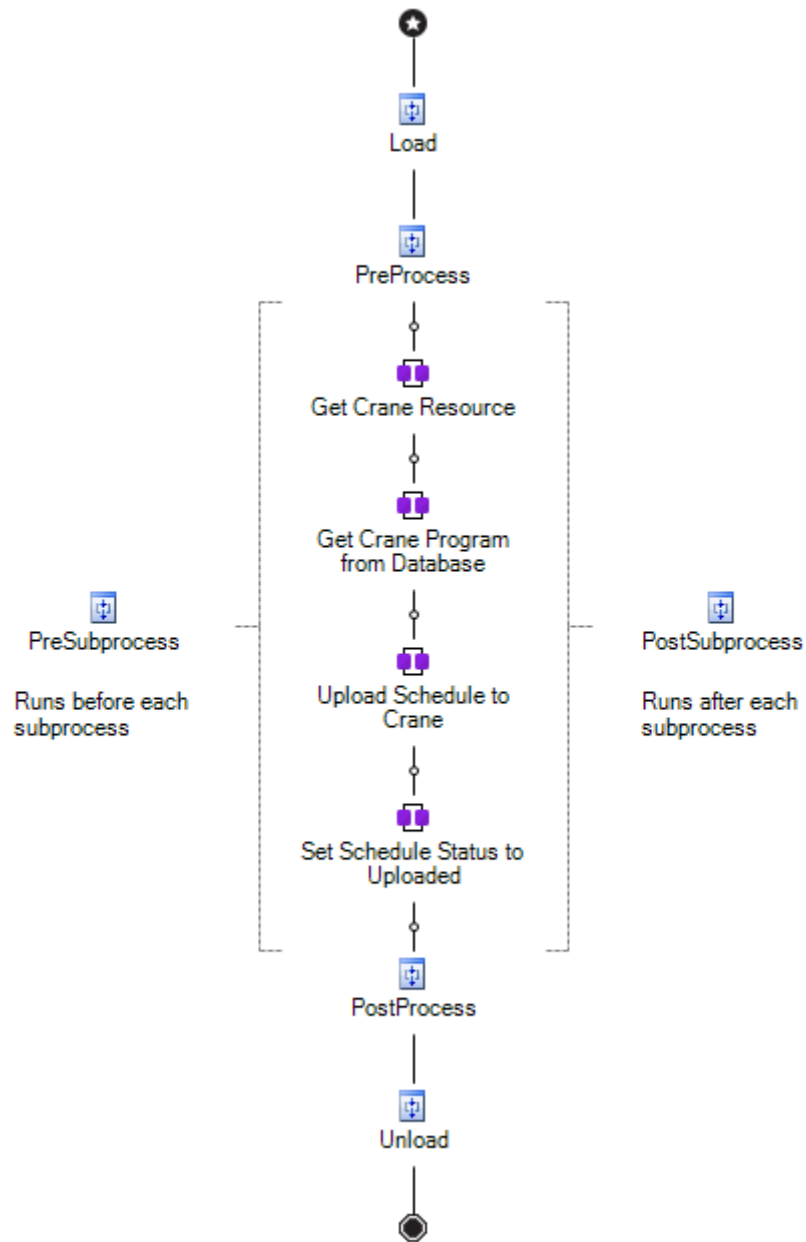 Load
PreProcess
Get Crane Resource
Get Crane Program
from Database
PreSubprocess
Runs before each
subprocess
PostSubprocess
Runs after each
subprocess
Upload Schedule to
Crane
Set Schedule Status to
Uploaded
PostProcess
Unload